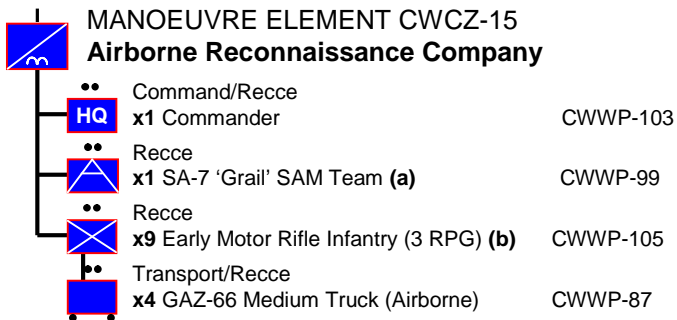 MANOEUVRE ELEMENT CWCZ-15
Airborne Reconnaissance Company
Command/Recce
HQ x1 Commander CWWP-103
Recce
x1 SA-7 ‘Grail’ SAM Team (a) CWWP-99
Recce
x9 Early Motor Rifle Infantry (3 RPG) (b) CWWP-105
Transport/Recce
x4 GAZ-66 Medium Truck (Airborne) CWWP-87